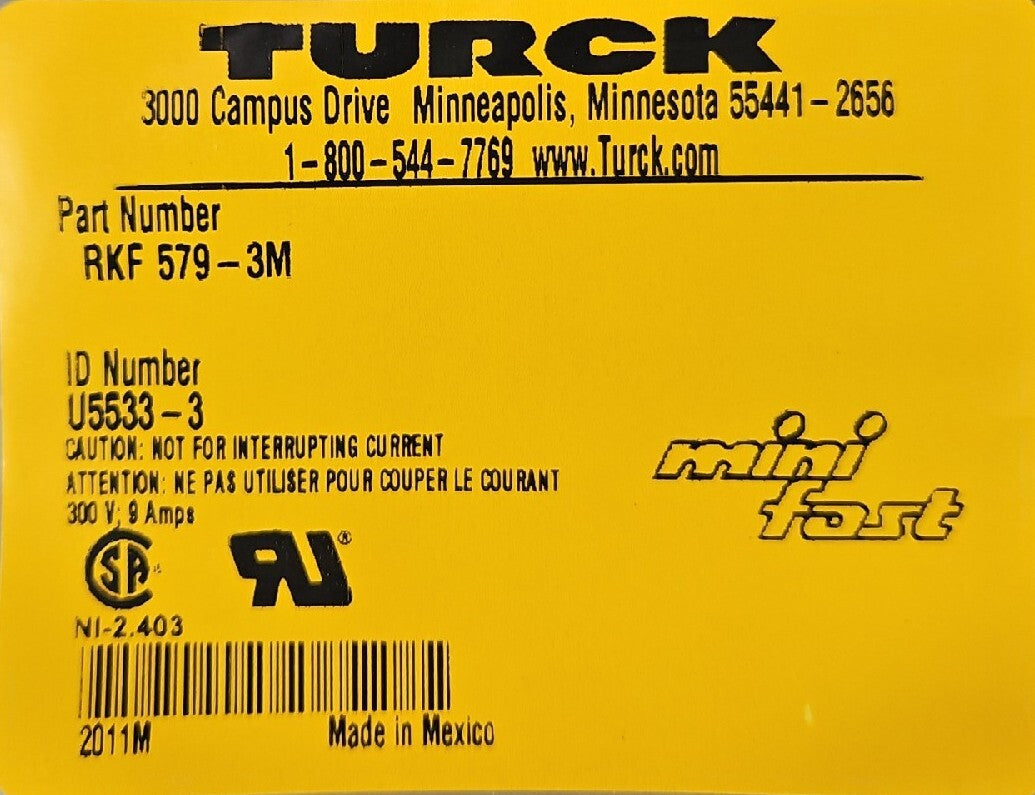 TURCK
3000 Campus Drive Minneapolis, Minnesota 55441-2656
1-800-544-7769 www.Turck.com
Part Number
RKF 579-3M
ID Number
U5533-3
CAUTION: NOT FOR INTERRUPTING CURRENT
ATTENTION: NE PAS UTILISER POUR COUPER LE COURANT
300 V; 9 Amps
mini
fast
SA RU ®
NI-2.403
2011M Made in Mexico